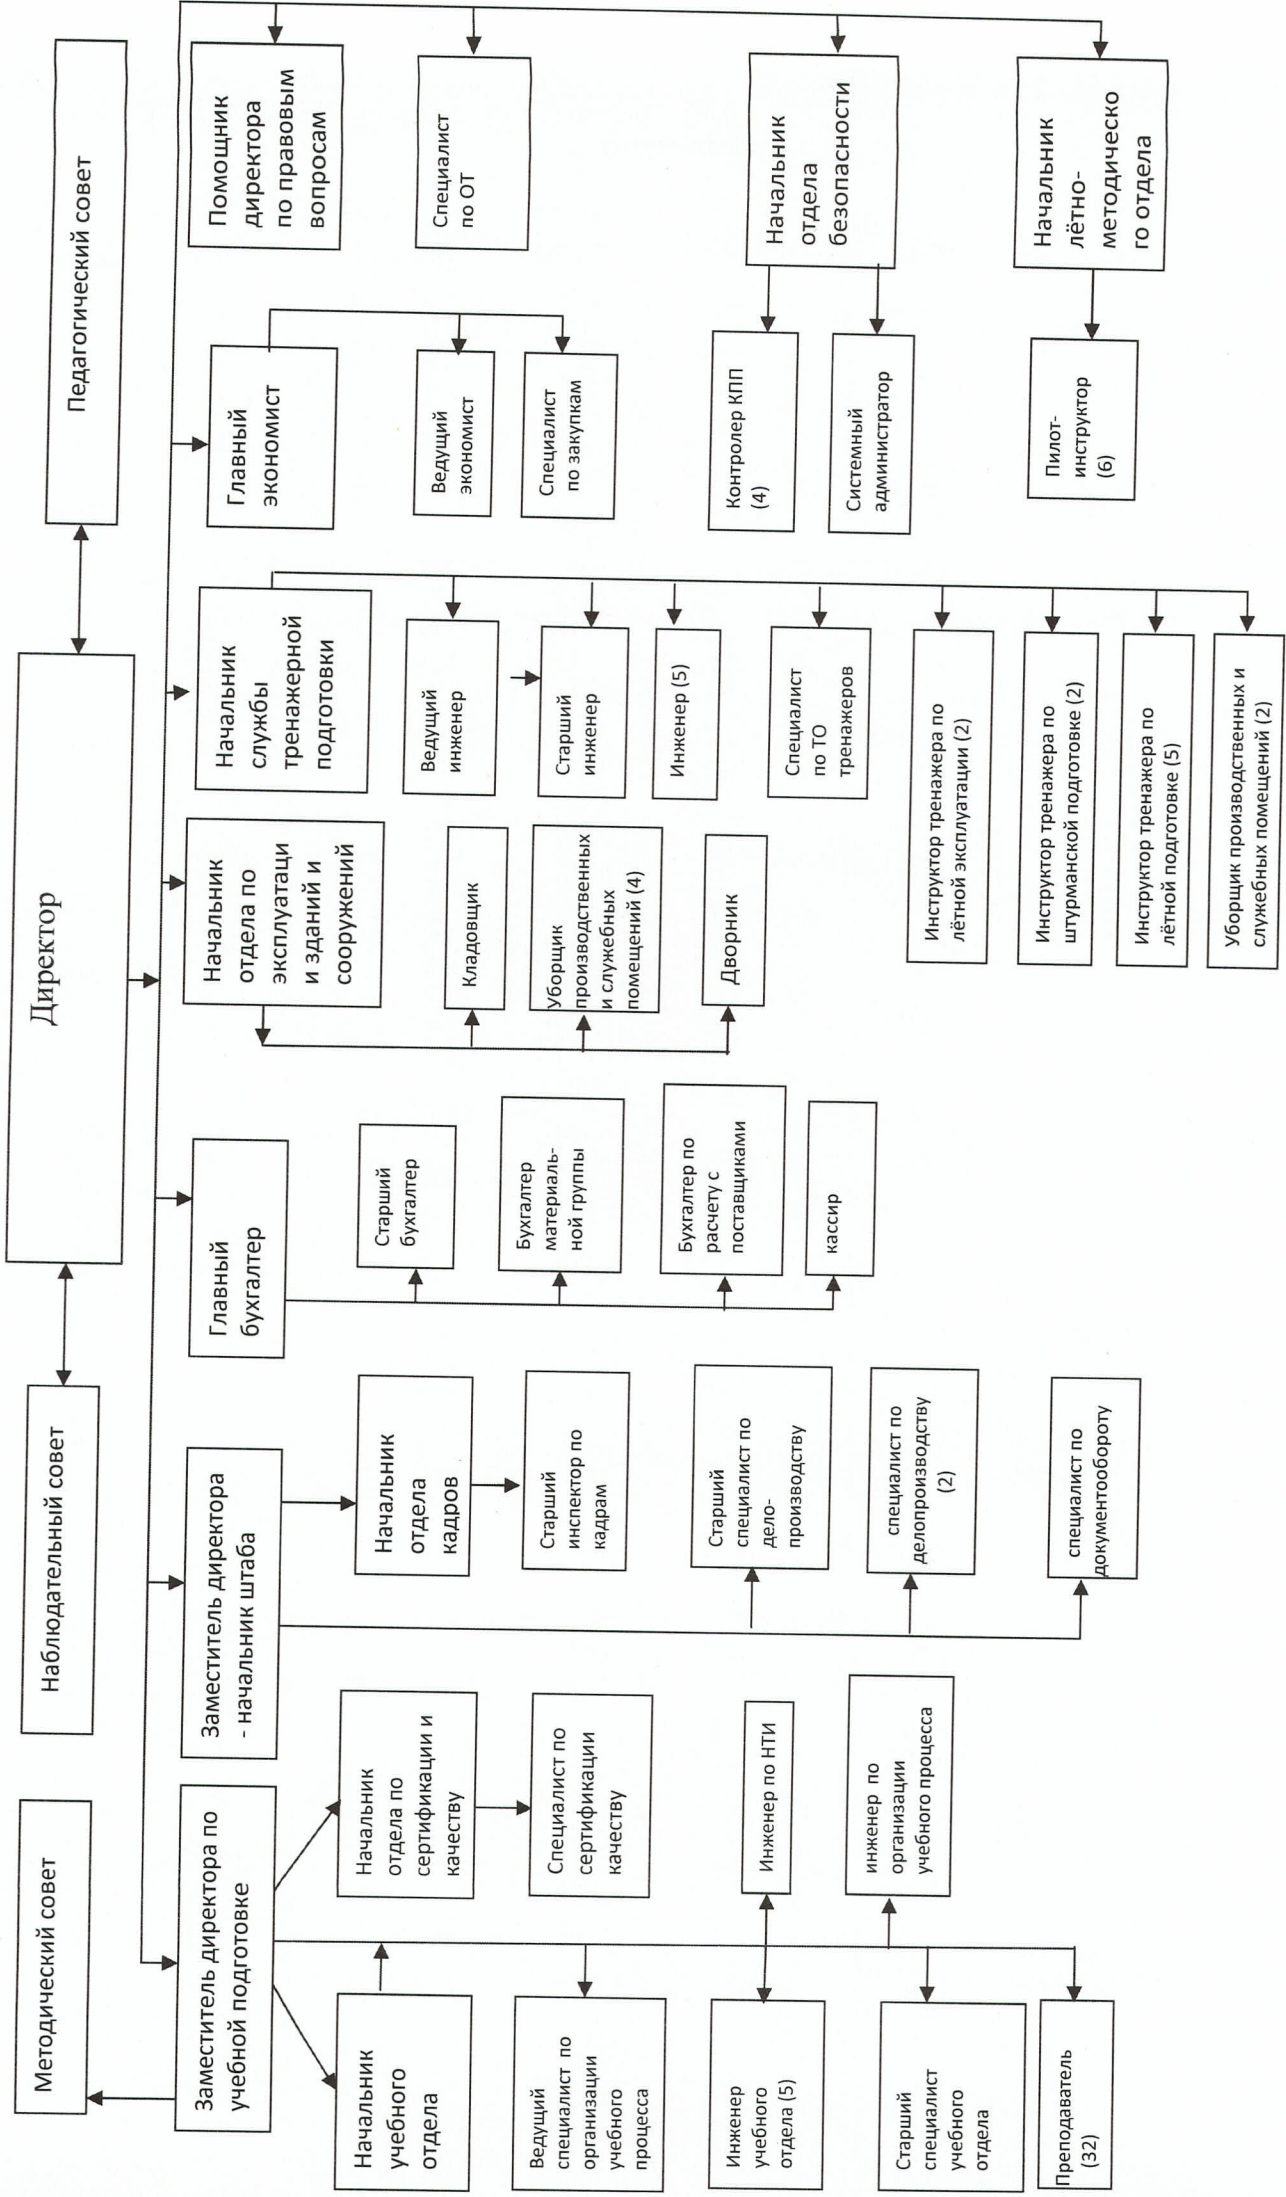 Методический совет
Наблюдательный совет
Директор
Педагогический совет
Заместитель директора по
учебной подготовке
Заместитель директора
- начальник штаба
Главный
бухгалтер
Начальник
отдела по
эксплуатаци
и зданий и
сооружений
Начальник
службы
тренажерной
подготовки
Главный
экономист
Помощник
директора
по правовым
вопросам
Начальник
учебного
отдела
Начальник
отдела по
сертификации и
качеству
Начальник
отдела
кадров
Старший
бухгалтер
Кладовщик
Ведущий
инженер
Ведущий
экономист
Специалист
по ОТ
Ведущий
специалист по
организации
учебного
процесса
Специалист по
сертификации
качеству
Старший
инспектор по
кадрам
Бухгалтер
материаль-
ной группы
Уборщик
производственных
и служебных
помещений (4)
Старший
инженер
Специалист
по закупкам
Инженер
учебного
отдела (5)
Инженер по НТИ
Старший
специалист по
дело-
производству
Бухгалтер по
расчету с
поставщиками
Дворник
Инженер (5)
Контролер КПП
(4)
Начальник
отдела
безопасности
Старший
специалист
учебного
отдела
инженер по
организации
учебного процесса
специалист по
делопроизводству
(2)
кассир
Специалист
по ТО
тренажеров
Системный
администратор
Преподаватель
(32)
специалист по
документообороту
Инструктор тренажера по
лётной эксплуатации (2)
Инструктор тренажера по
штурманской подготовке (2)
Инструктор тренажера по
лётной подготовке (5)
Уборщик производственных и
служебных помещений (2)
Пилот-
инструктор
(6)
Начальник
лётно-
методическо
го отдела